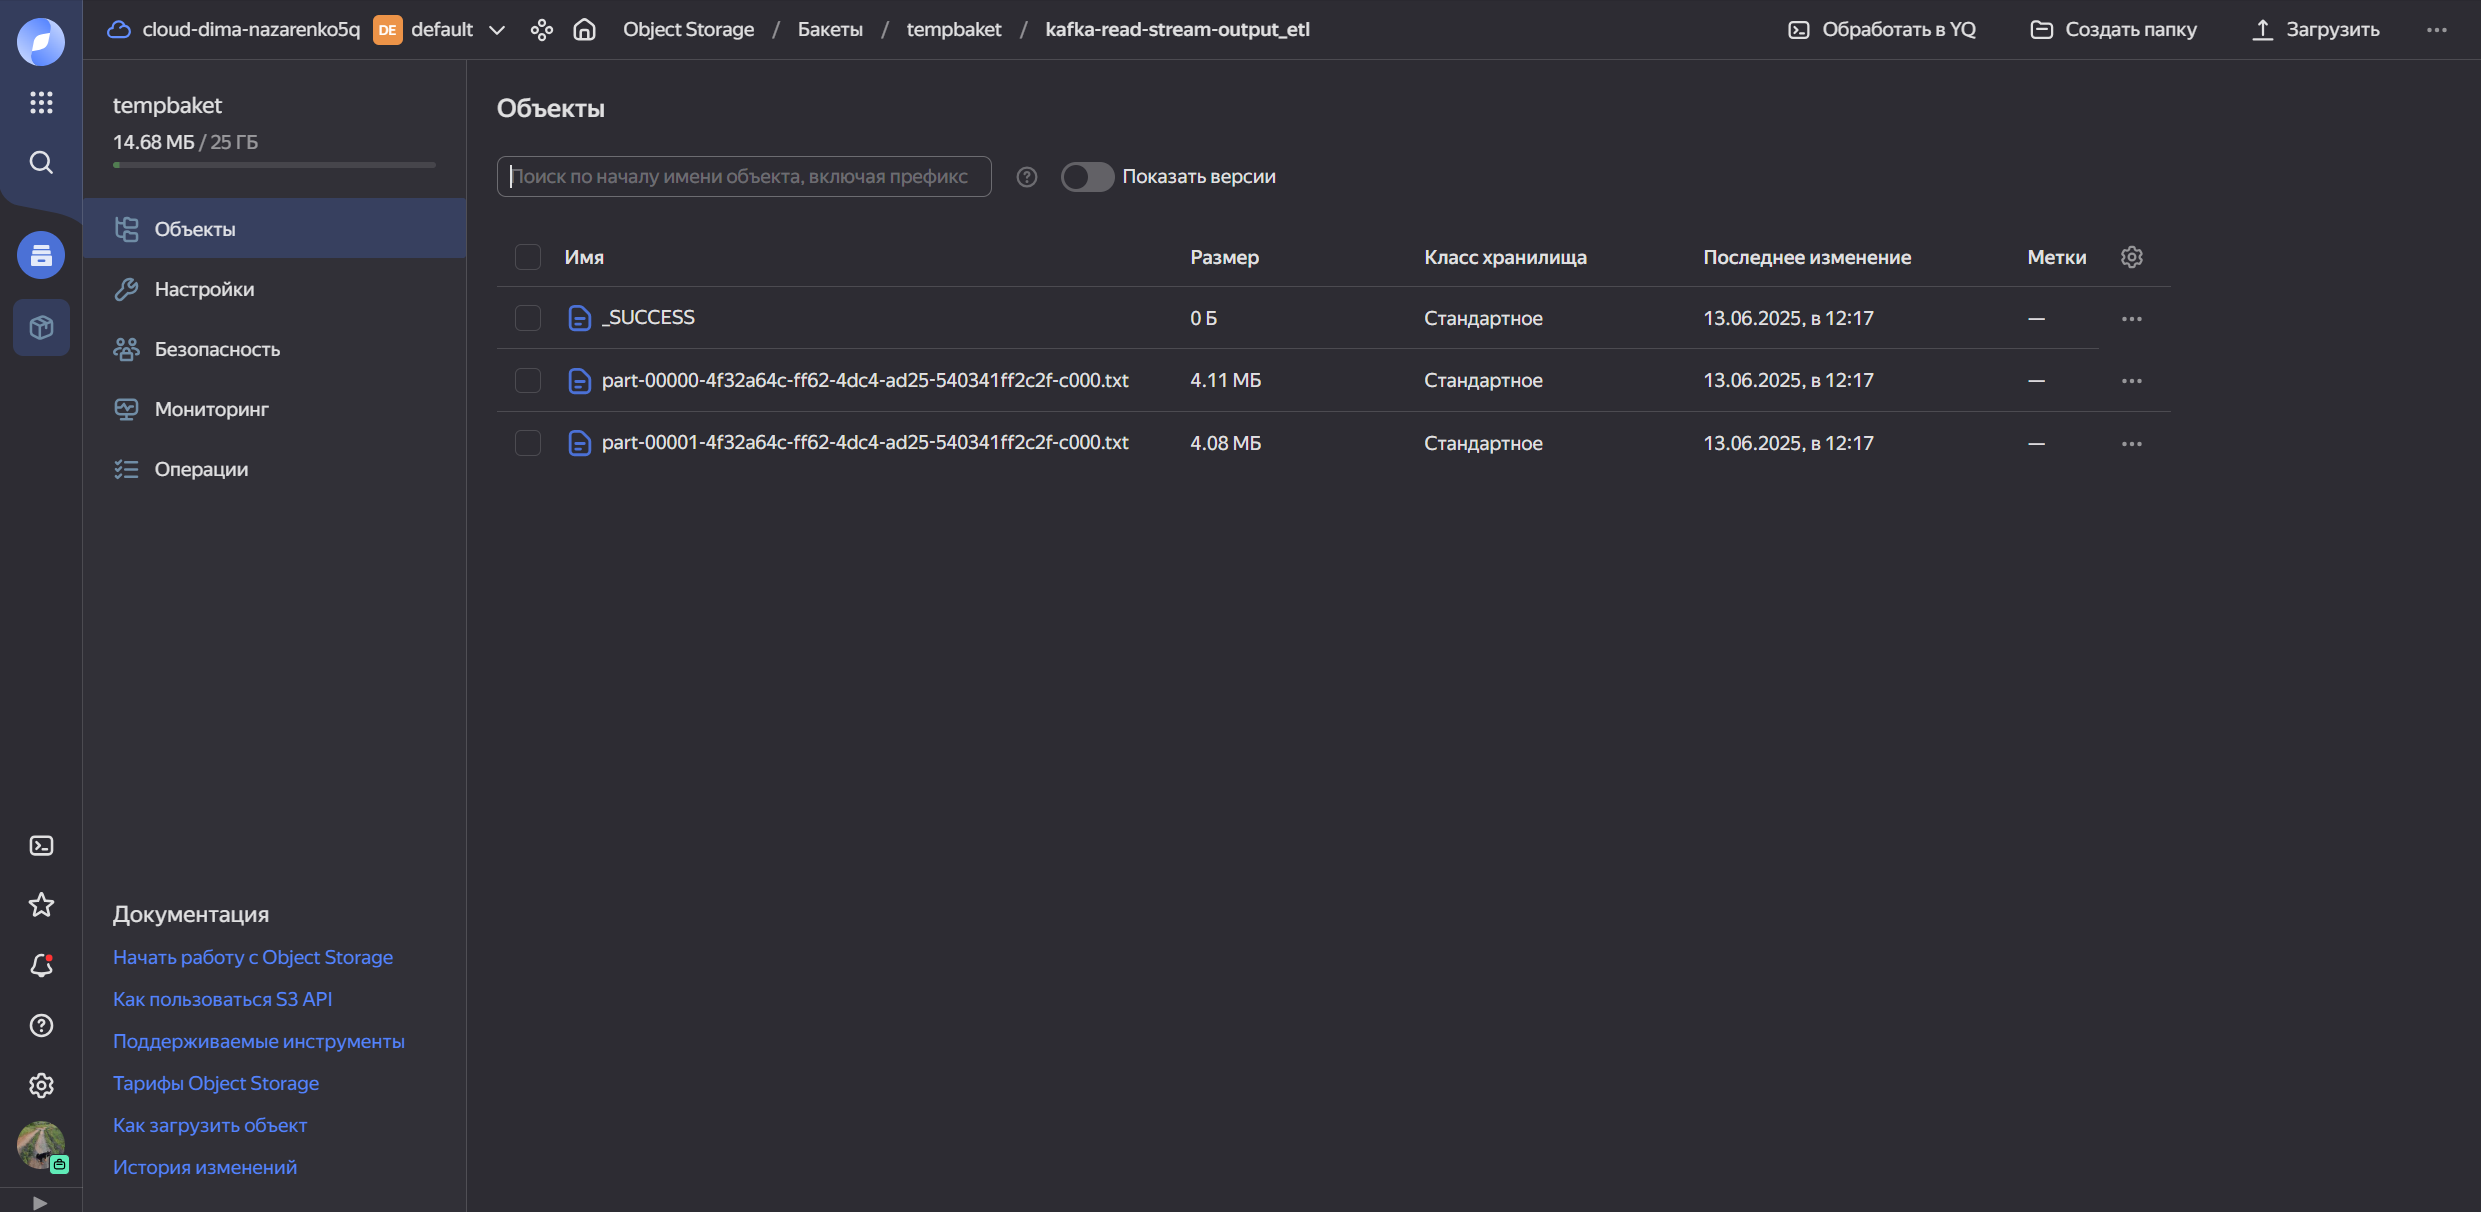 cloud-dima-nazarenko5q DE default Object Storage / Бакеты / tempbaket / kafka-read-stream-output_etl Обработать в YQ Создать папку Загрузить
tempbaket
14.68 МБ / 25 ГБ
Объекты
Настройки
Безопасность
Мониторинг
Операции
Документация
Начать работу с Object Storage
Как пользоваться S3 API
Поддерживаемые инструменты
Тарифы Object Storage
Как загрузить объект
История изменений
Объекты
Поиск по началу имени объекта, включая префикс Показать версии
Имя Размер Класс хранилища Последнее изменение Метки
_SUCCESS 0 Б Стандартное 13.06.2025, в 12:17 —
part-00000-4f32a64c-ff62-4dc4-ad25-540341ff2c2f-c000.txt 4.11 МБ Стандартное 13.06.2025, в 12:17 —
part-00001-4f32a64c-ff62-4dc4-ad25-540341ff2c2f-c000.txt 4.08 МБ Стандартное 13.06.2025, в 12:17 —